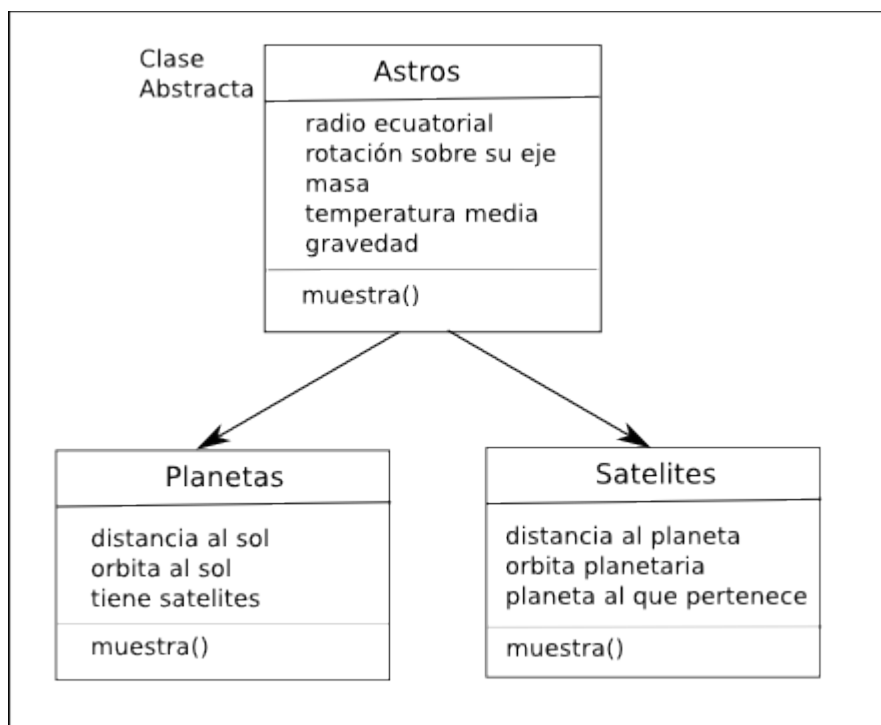 Clase
Abstracta
Astros
radio ecuatorial
rotación sobre su eje
masa
temperatura media
gravedad
muestra()
Planetas
distancia al sol
orbita al sol
tiene satelites
muestra()
Satelites
distancia al planeta
orbita planetaria
planeta al que pertenece
muestra()